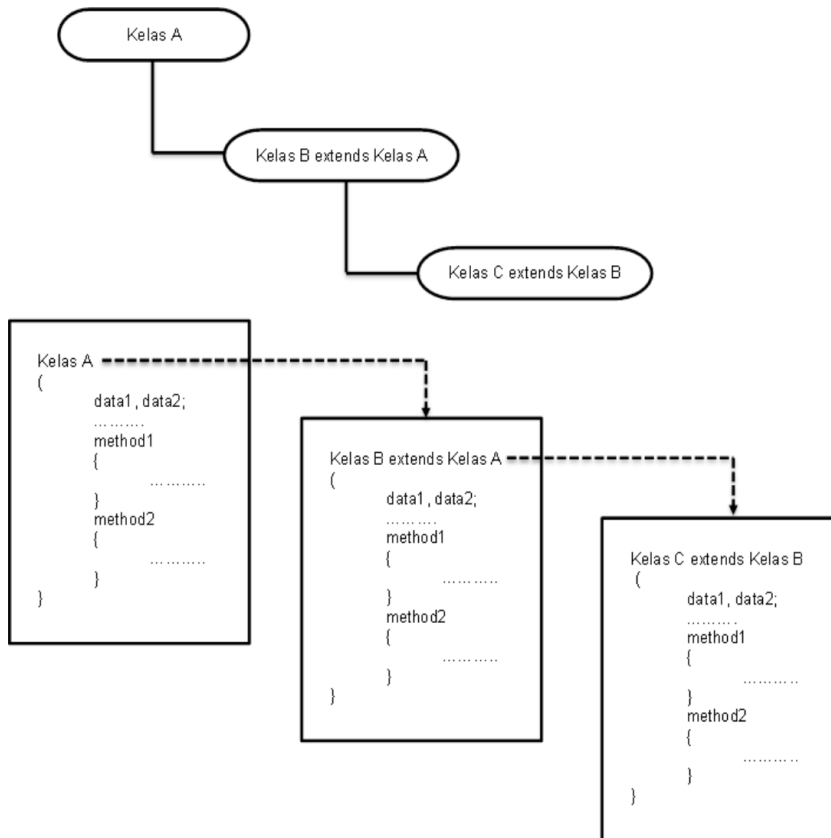 Kelas A
Kelas B extends Kelas A
Kelas C extends Kelas B
Kelas A
(
data1, data2;
……….
method1
{
………..
}
method2
{
………..
}
}
Kelas B extends Kelas A
(
data1, data2;
……….
method1
{
………..
}
method2
{
………..
}
}
Kelas C extends Kelas B
(
data1, data2;
……….
method1
{
………..
}
method2
{
………..
}
}